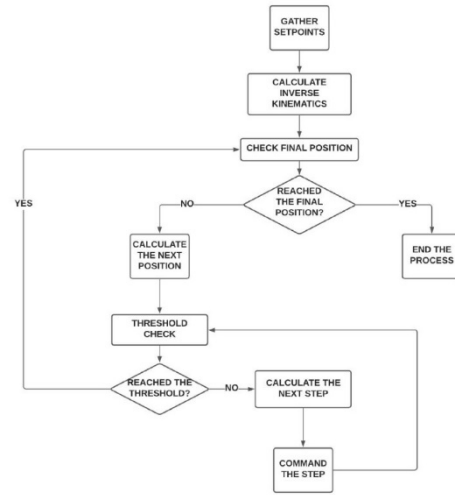 GATHER
SETPOINTS
CALCULATE
INVERSE
KINEMATICS
CHECK FINAL POSITION
REACHED
THE FINAL
POSITION?
YES
NO
YES
CALCULATE
THE NEXT
POSITION
END THE
PROCESS
THRESHOLD
CHECK
REACHED THE
THRESHOLD?
NO
CALCULATE THE
NEXT STEP
COMMAND
THE STEP